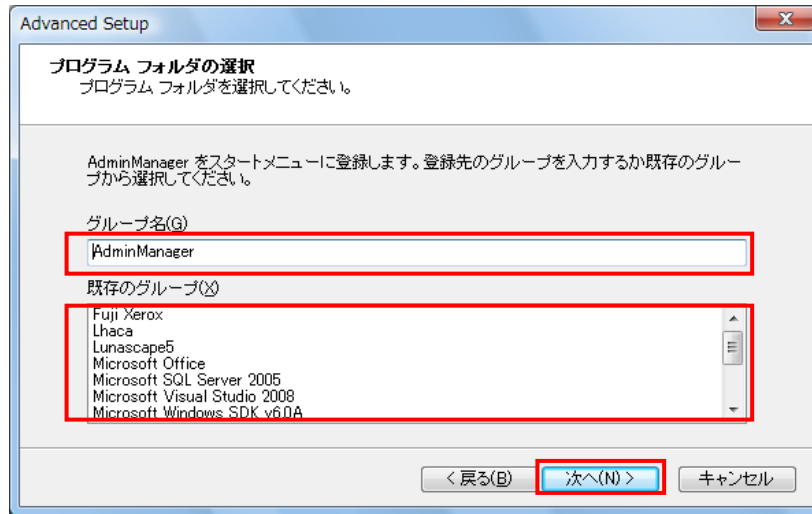 Advanced Setup
プログラム フォルダの選択
プログラム フォルダを選択してください。
AdminManager をスタートメニューに登録します。登録先のグループを入力するか既存のグルー
プから選択してください。
グループ名(G)
AdminManager
既存のグループ(X)
Fuji Xerox
Lhaca
Lunascape5
Microsoft Office
Microsoft SQL Server 2005
Microsoft Visual Studio 2008
Microsoft Windows SDK v6.0A
< 戻る(B) 次へ(N) > キャンセル